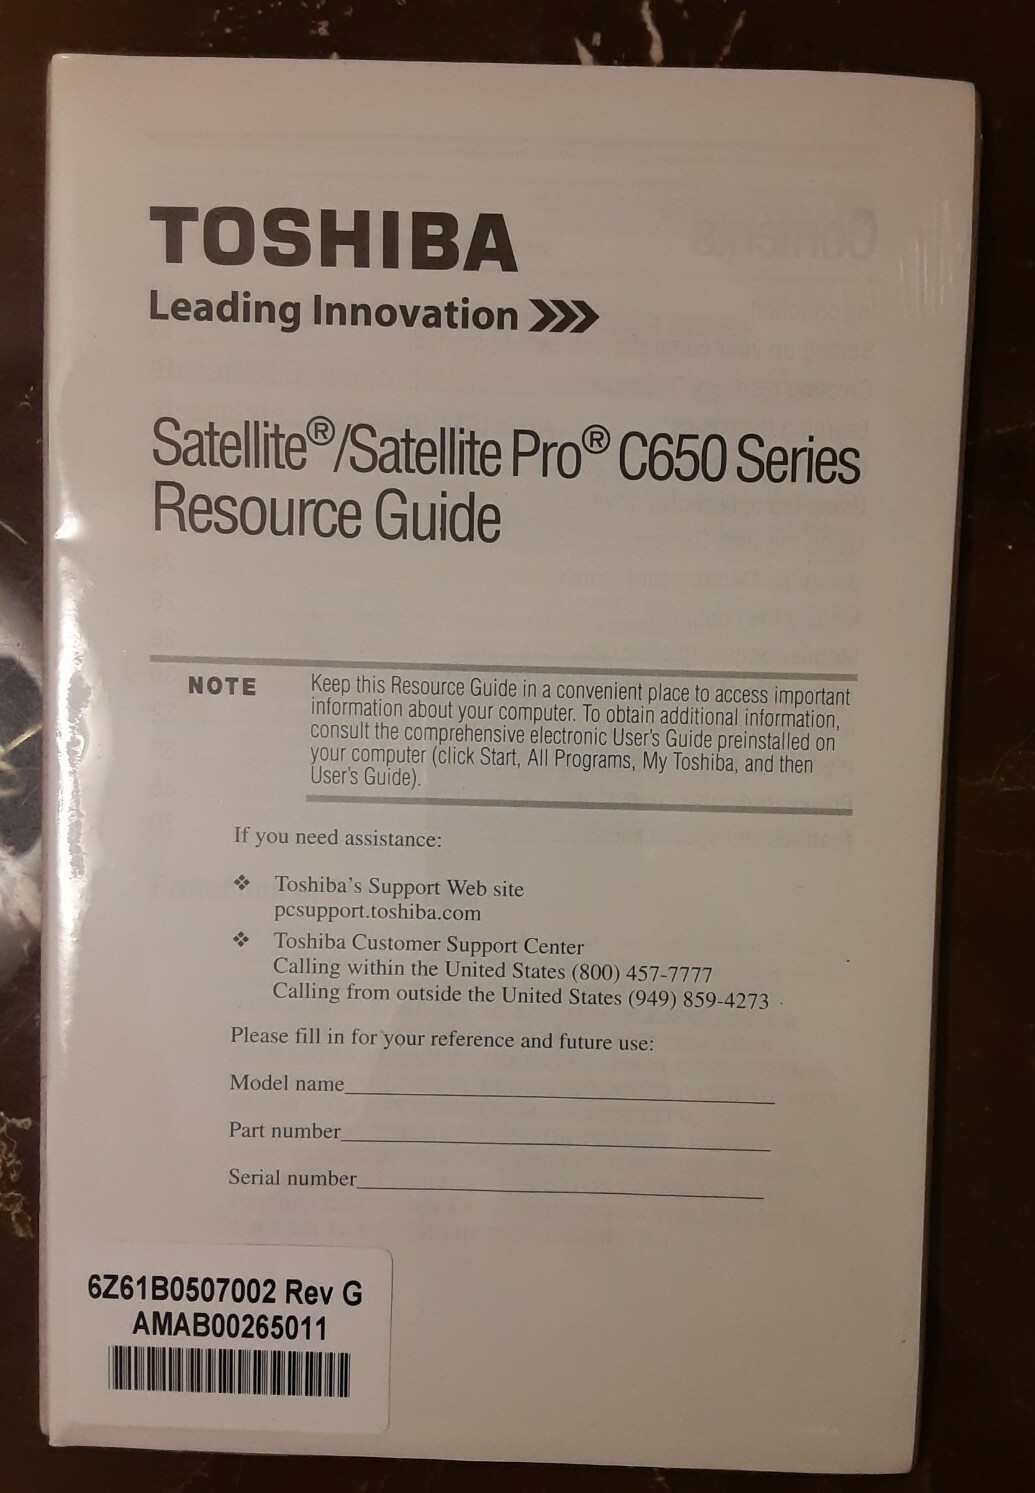 TOSHIBA
Leading Innovation >>>
Satellite®/Satellite Pro® C650 Series
Resource Guide
NOTE
Keep this Resource Guide in a convenient place to access important
information about your computer. To obtain additional information,
consult the comprehensive electronic User's Guide preinstalled on
your computer (click Start, All Programs, My Toshiba, and then
User's Guide).
If you need assistance:
❖ Toshiba's Support Web site
pcsupport.toshiba.com
❖ Toshiba Customer Support Center
Calling within the United States (800) 457-7777
Calling from outside the United States (949) 859-4273
Please fill in for your reference and future use:
Model name
Part number
Serial number
6Z61B0507002 Rev G
AMAB00265011